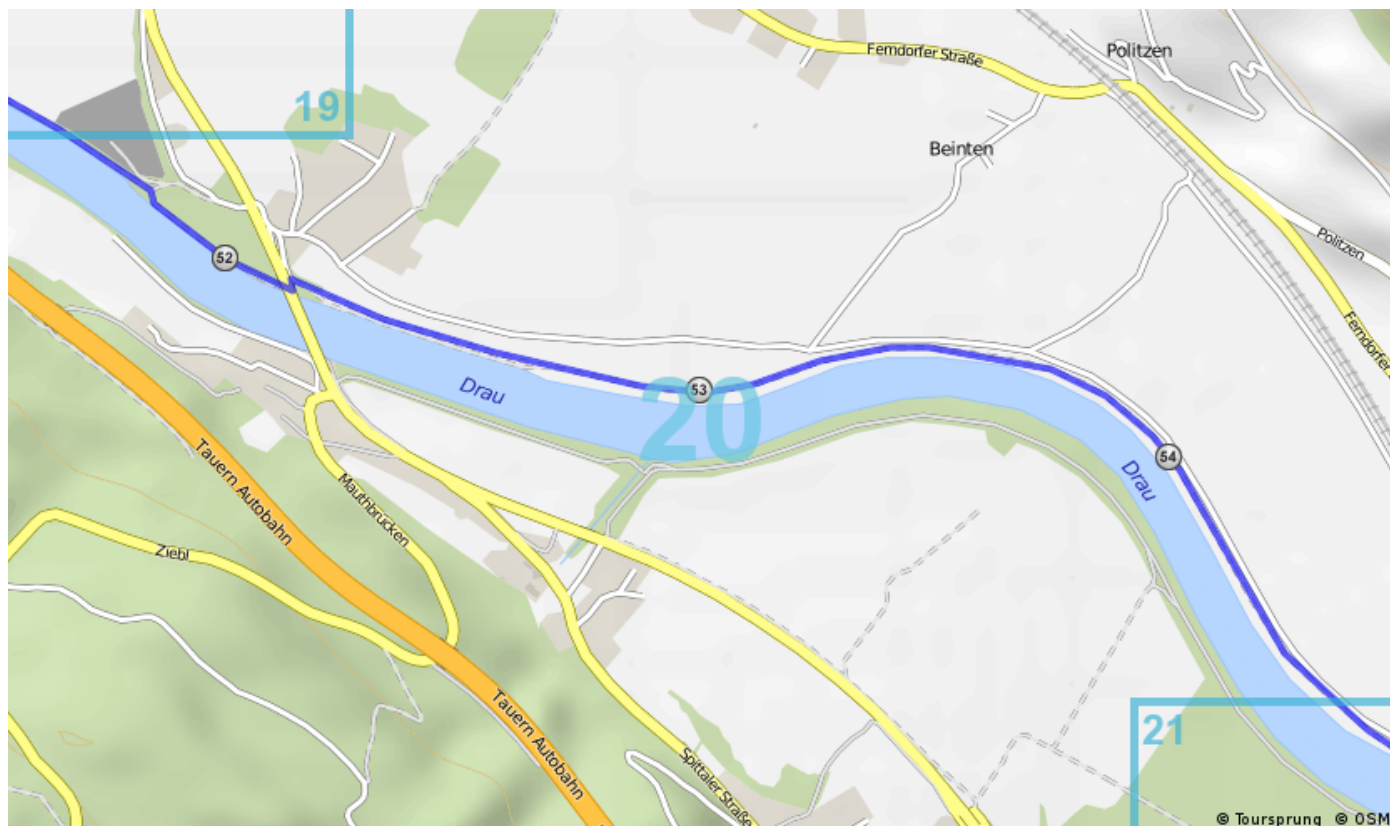 Politzen
Ferndorfer Straße
19
Beinten
Politzen
52
Ferndorfer
53
Drau
20
54
Drau
Tauern Autobahn
Mauthbrücken
Ziebl
Tauern Autobahn
21
Spittaler Straße
© Toursprung © OSM